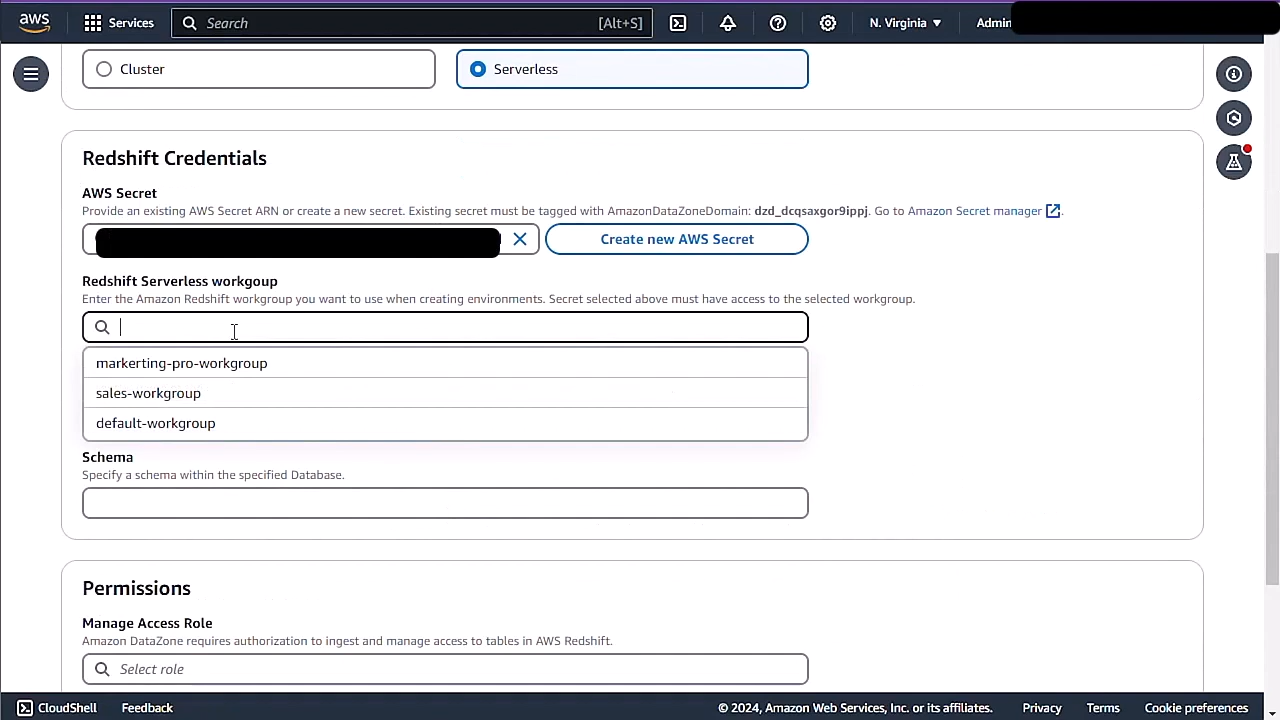 aws
Services
Search
[Alt+S]
N. Virginia
Admin
Cluster
Serverless
Redshift Credentials
AWS Secret
Provide an existing AWS Secret ARN or create a new secret. Existing secret must be tagged with AmazonDataZoneDomain: dzd_dcqsaxgor9ippj. Go to Amazon Secret manager .
Create new AWS Secret
Redshift Serverless workgoup
Enter the Amazon Redshift workgroup you want to use when creating environments. Secret selected above must have access to the selected workgroup.
markerting-pro-workgroup
sales-workgroup
default-workgroup
Schema
Specify a schema within the specified Database.
Permissions
Manage Access Role
Amazon DataZone requires authorization to ingest and manage access to tables in AWS Redshift.
Select role
CloudShell
Feedback
© 2024, Amazon Web Services, Inc. or its affiliates.
Privacy
Terms
Cookie preferences